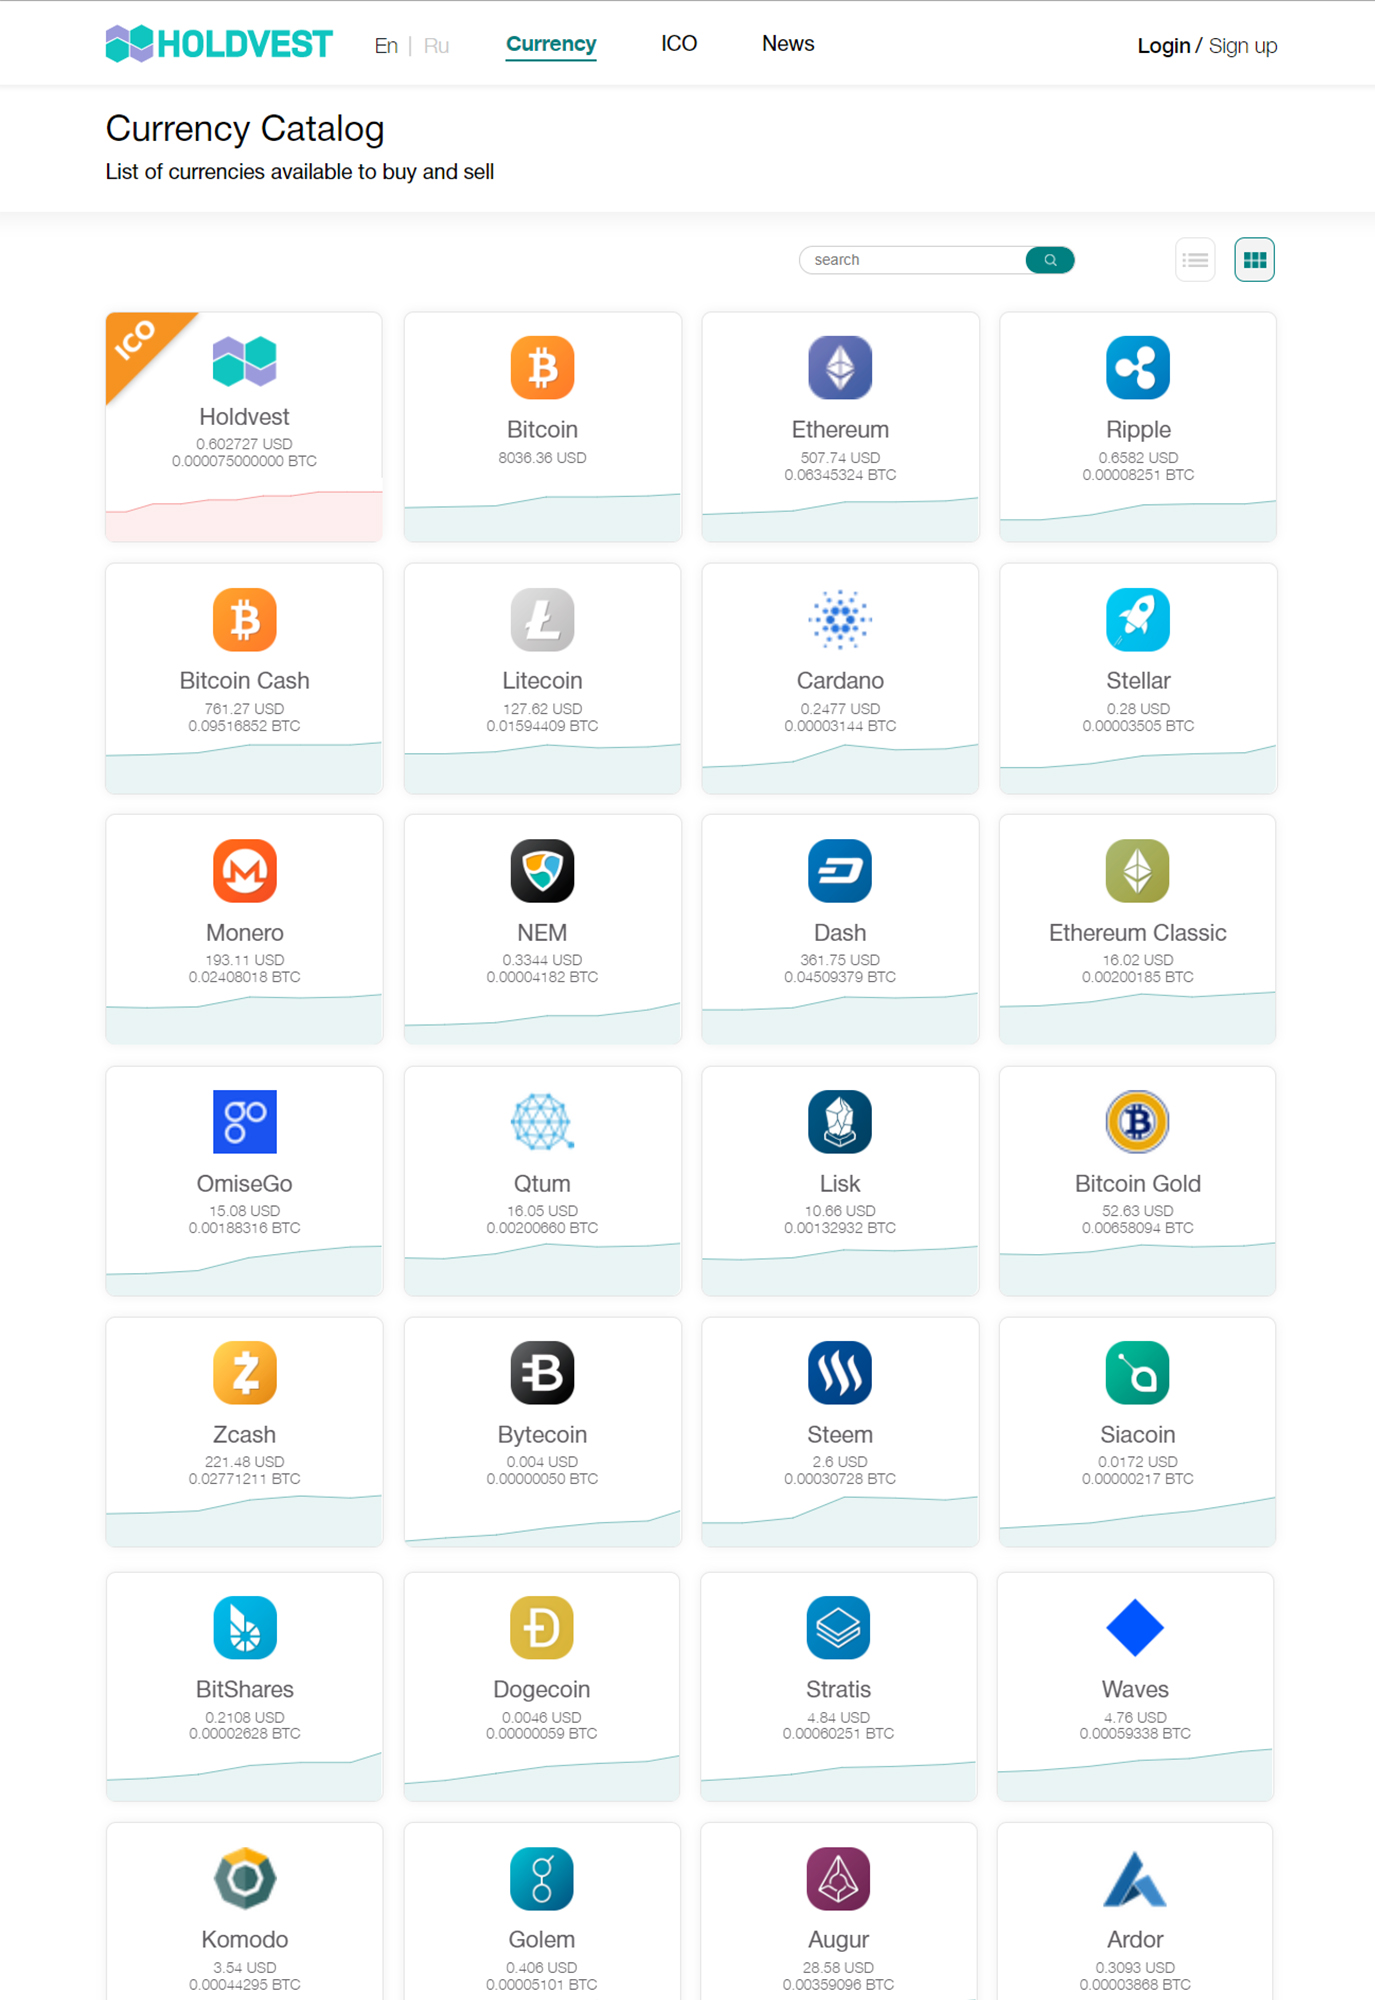 HOLDVEST
En | Ru
Currency
ICO
News
Login / Sign up
Currency Catalog
List of currencies available to buy and sell
search
ICO
Holdvest
0.602727 USD
0.000075000000 BTC
Bitcoin
8036.36 USD
Ethereum
507.74 USD
0.06345324 BTC
Ripple
0.6582 USD
0.00008251 BTC
Bitcoin Cash
761.27 USD
0.09516852 BTC
Litecoin
127.62 USD
0.01594409 BTC
Cardano
0.2477 USD
0.00003144 BTC
Stellar
0.28 USD
0.00003505 BTC
Monero
193.11 USD
0.02408018 BTC
NEM
0.3344 USD
0.00004182 BTC
Dash
361.75 USD
0.04509379 BTC
Ethereum Classic
16.02 USD
0.00200185 BTC
OmiseGo
15.08 USD
0.00188316 BTC
Qtum
16.05 USD
0.00200660 BTC
Lisk
10.66 USD
0.00132932 BTC
Bitcoin Gold
52.63 USD
0.00658094 BTC
Zcash
221.48 USD
0.02771211 BTC
Bytecoin
0.004 USD
0.00000050 BTC
Steem
2.6 USD
0.00030728 BTC
Siacoin
0.0172 USD
0.00000217 BTC
BitShares
0.2108 USD
0.00002628 BTC
Dogecoin
0.0046 USD
0.00000059 BTC
Stratis
4.84 USD
0.00060251 BTC
Waves
4.76 USD
0.00059338 BTC
Komodo
3.54 USD
0.00044295 BTC
Golem
0.406 USD
0.00005101 BTC
Augur
28.58 USD
0.00359096 BTC
Ardor
0.3093 USD
0.00003868 BTC